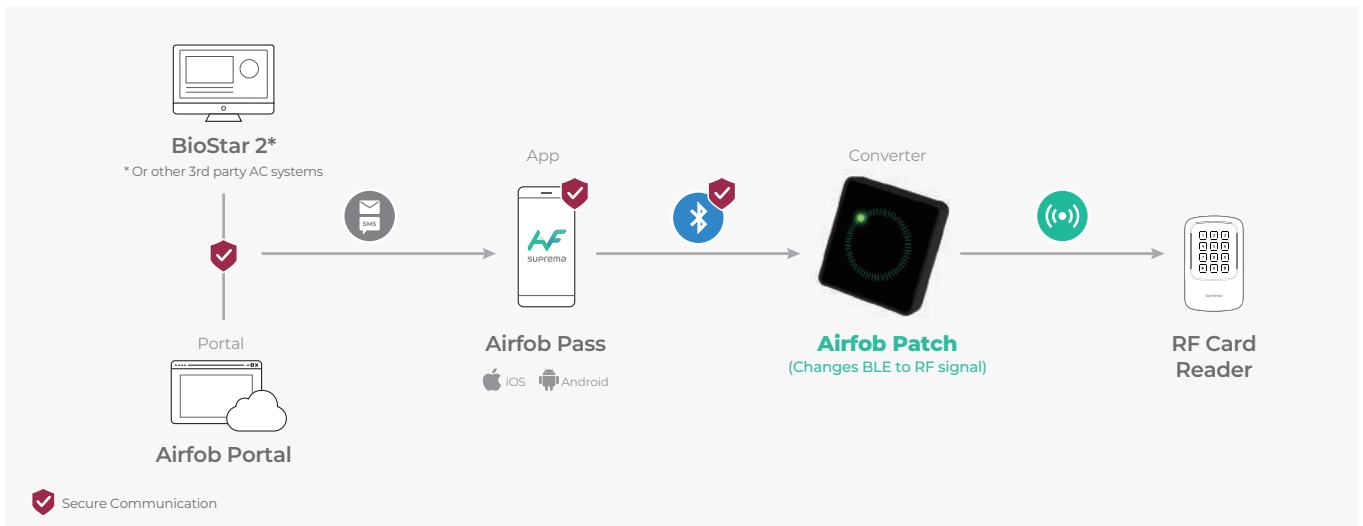 BioStar 2*
* Or other 3rd party AC systems
SMS
Portal
Airfob Portal
App
suprema
Airfob Pass
iOS
Android
Converter
Airfob Patch
(Changes BLE to RF signal)
suprema
RF Card
Reader
Secure Communication